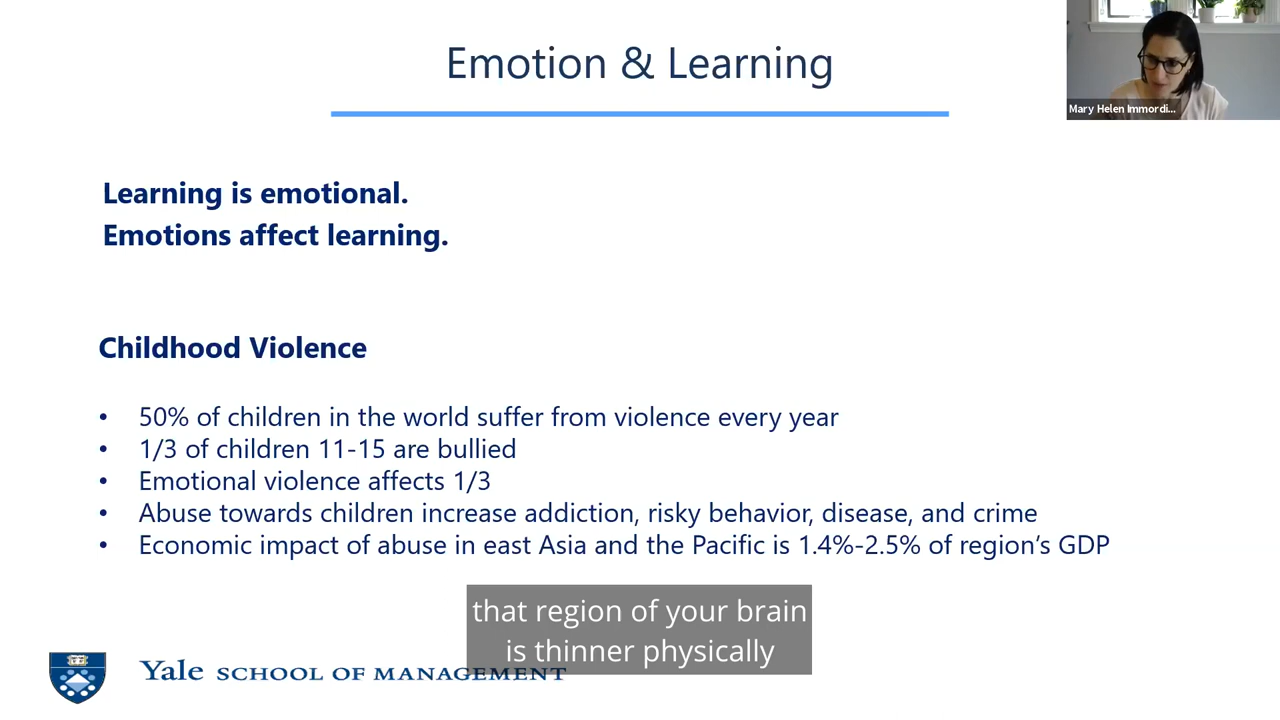 Emotion & Learning
Mary Helen Immordi...
Learning is emotional.
Emotions affect learning.
Childhood Violence
• 50% of children in the world suffer from violence every year
• 1/3 of children 11-15 are bullied
• Emotional violence affects 1/3
• Abuse towards children increase addiction, risky behavior, disease, and crime
• Economic impact of abuse in east Asia and the Pacific is 1.4%-2.5% of region's GDP
that region of your brain
is thinner physically
Yale SCHOOL OF MANAGEMENT